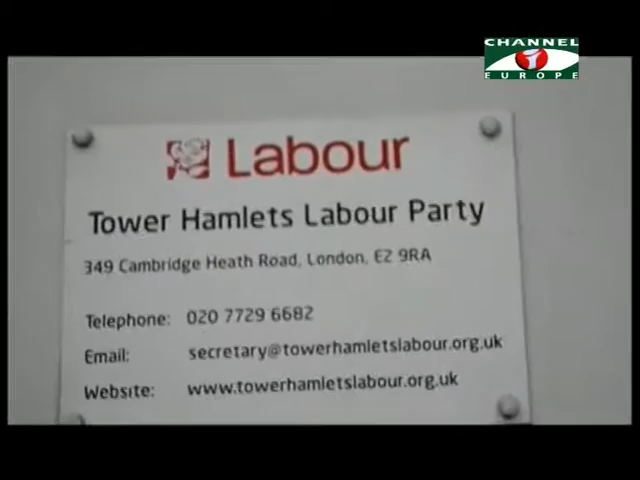 CHANNEL
i
EUROPE
Labour
Tower Hamlets Labour Party
349 Cambridge Heath Road, London, E2 9RA
Telephone: 020 7729 6682
Email: secretary@towerhamletslabour.org.uk
Website: www.towerhamletslabour.org.uk